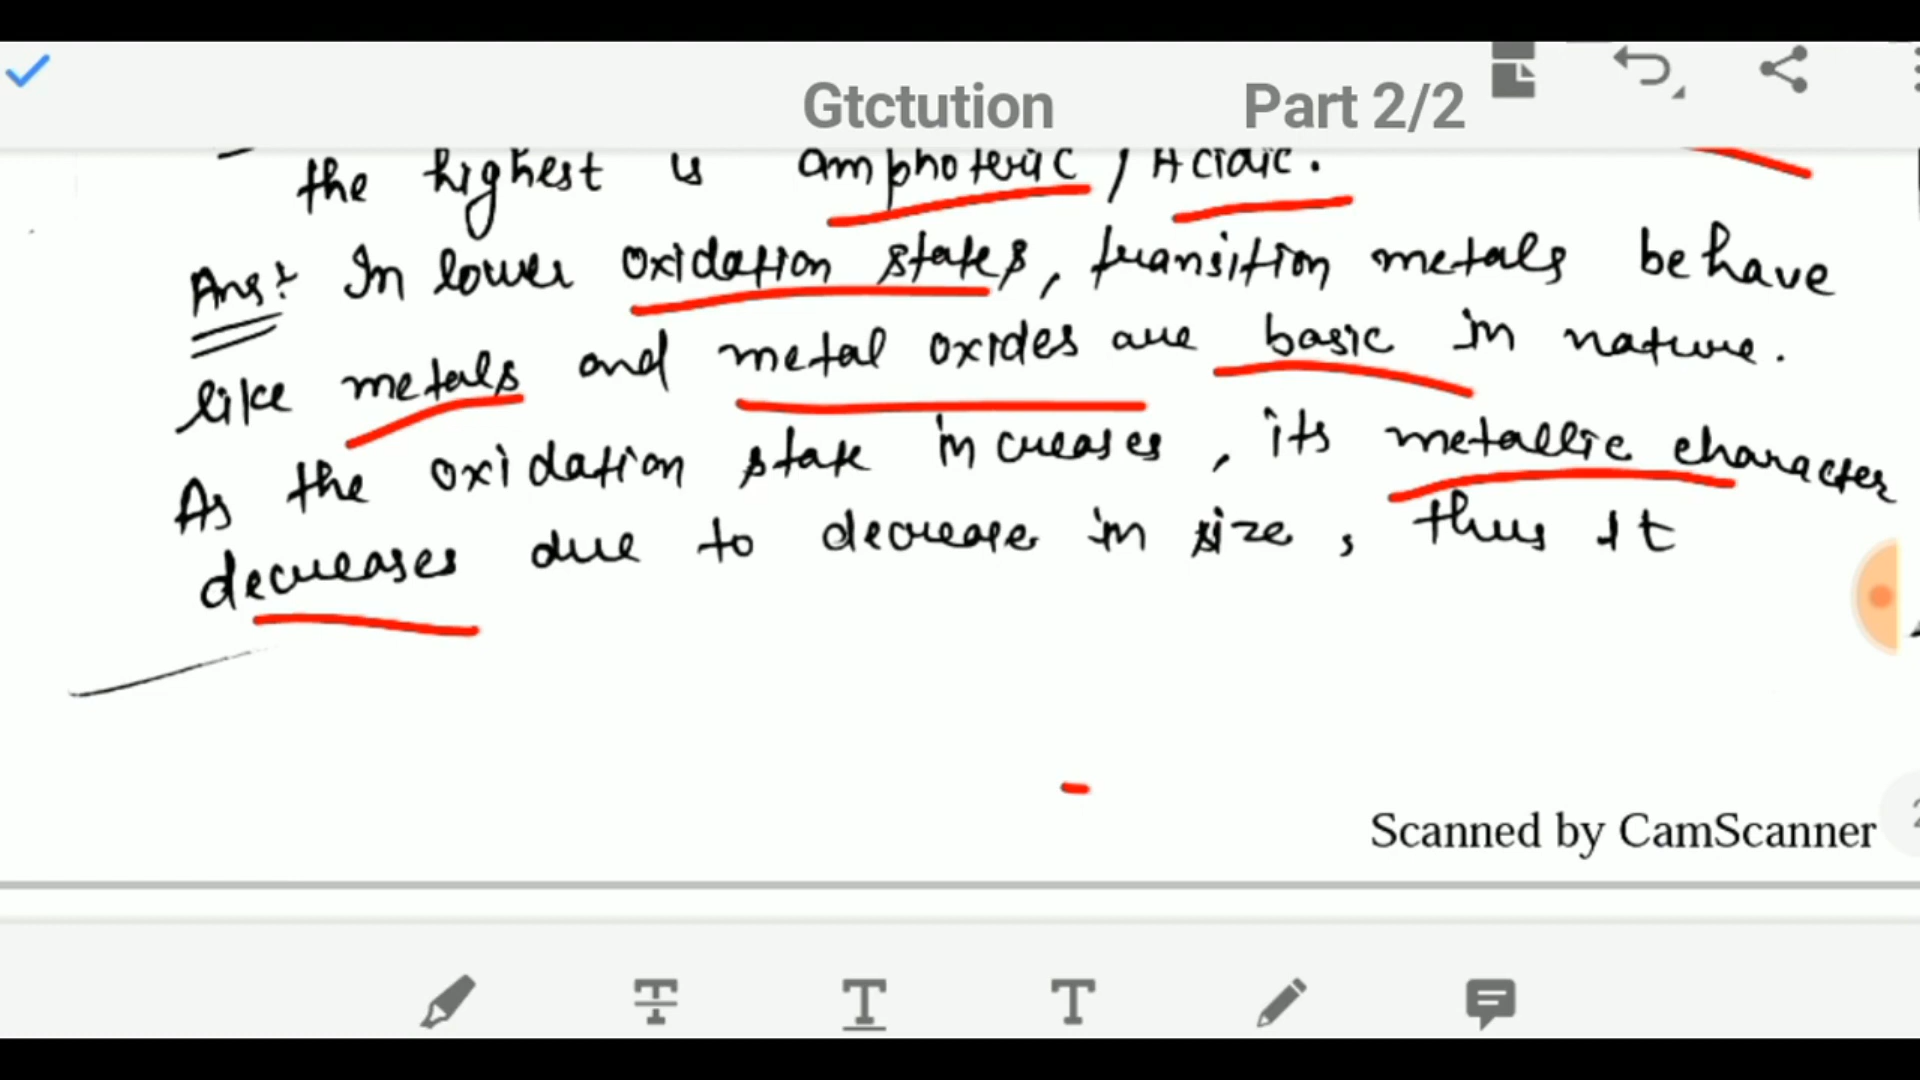 Gtctution Part 2/2
the highest is amphoteric / Acidic.
Ans: In lower oxidation states, transition metals behave
like metals and metal oxides are basic in nature.
As the oxidation state increases, its metallic character
decreases due to decrease in size, thus it
Scanned by CamScanner